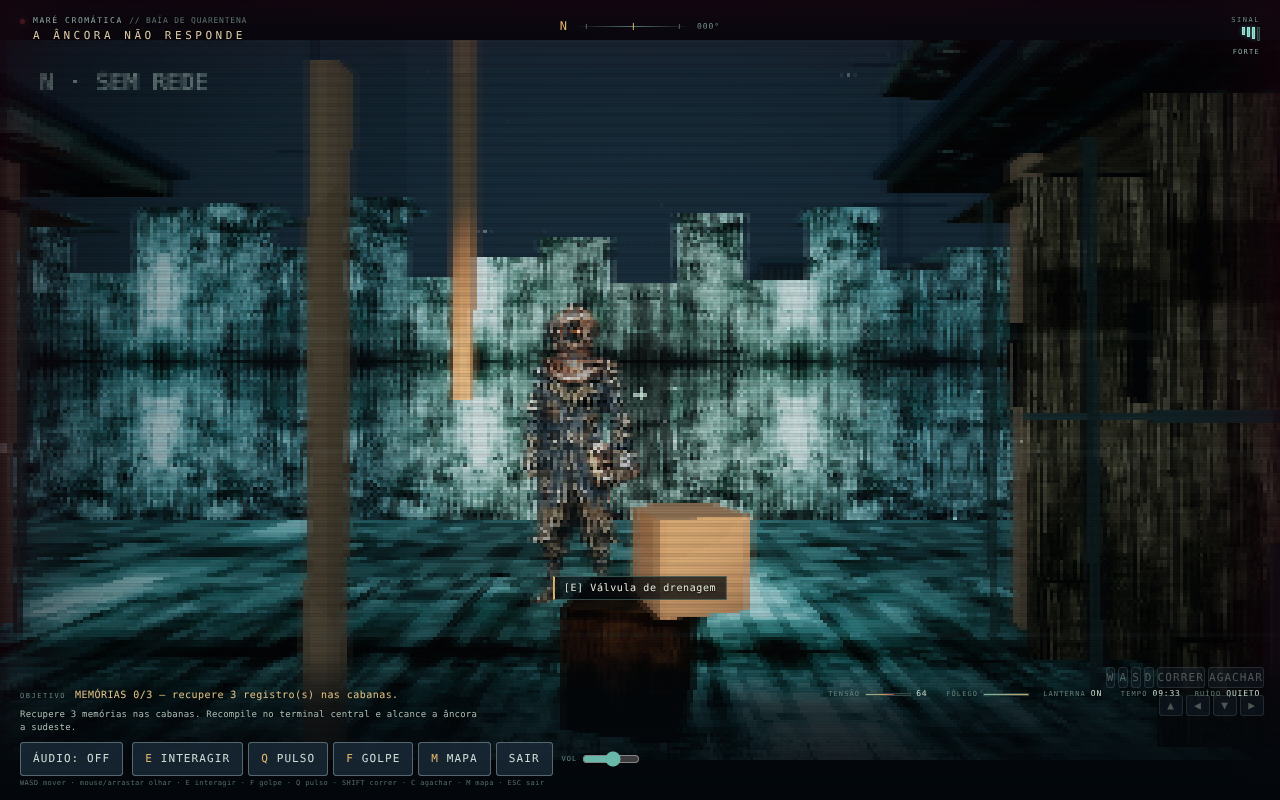 MARÉ CROMÁTICA // BAÍA DE QUARENTENA
A ÂNCORA NÃO RESPONDE
N 000°
SINAL
FORTE
N · SEM REDE
[E] Válvula de drenagem
W A S D CORRER AGACHAR
OBJETIVO MEMÓRIAS 0/3 — recupere 3 registro(s) nas cabanas.
TENSÃO 64 FÔLEGO LANTERNA ON TEMPO 09:33 RUÍDO QUIETO
▲ ◀ ▼ ▶
Recupere 3 memórias nas cabanas. Recompile no terminal central e alcance a âncora
a sudeste.
ÁUDIO: OFF E INTERAGIR Q PULSO F GOLPE M MAPA SAIR VOL
WASD mover · mouse/arrastar olhar · E interagir · F golpe · Q pulso · SHIFT correr · C agachar · M mapa · ESC sair